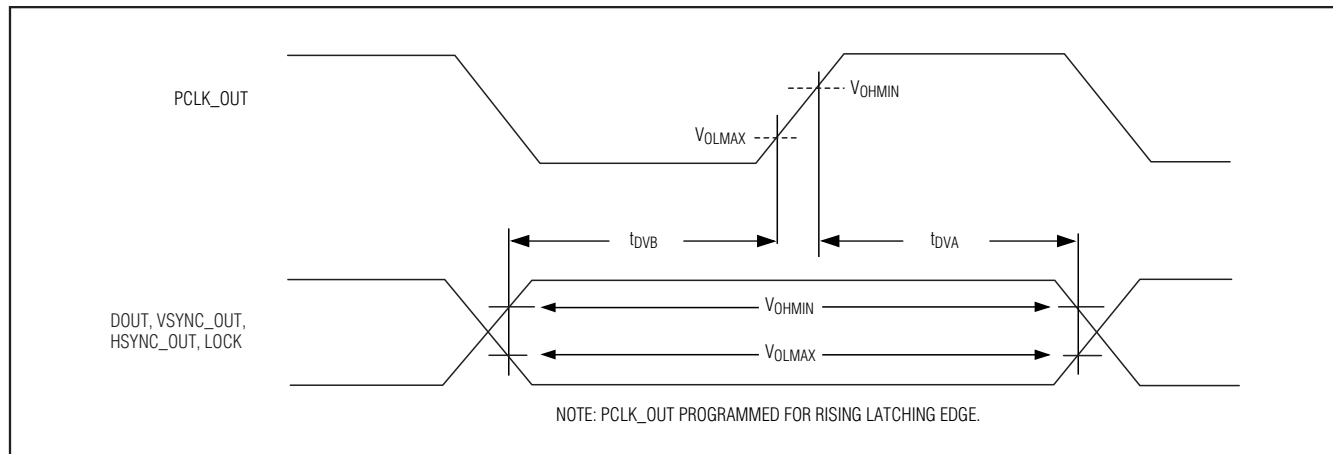 PCLK_OUT
VOHMIN
VOLMAX
tDVB
tDVA
VOHMIN
DOUT, VSYNC_OUT,
HSYNC_OUT, LOCK
VOLMAX
NOTE: PCLK_OUT PROGRAMMED FOR RISING LATCHING EDGE.